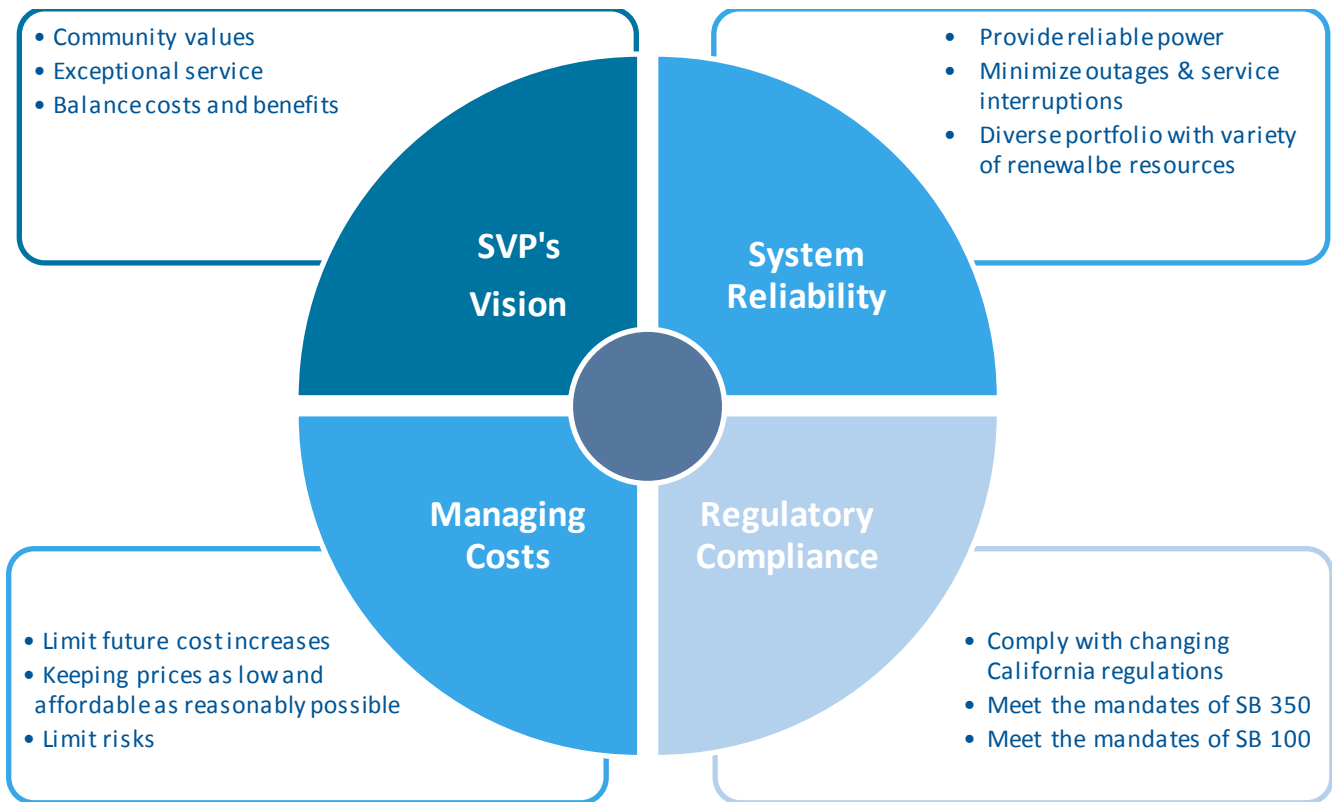 • Community values
• Exceptional service
• Balance costs and benefits
• Provide reliable power
• Minimize outages & service
interruptions
• Diverse portfolio with variety
of renewalbe resources
SVP's
Vision
System
Reliability
Managing
Costs
Regulatory
Compliance
• Limit future cost increases
• Keeping prices as low and
affordable as reasonably possible
• Limit risks
• Comply with changing
California regulations
• Meet the mandates of SB 350
• Meet the mandates of SB 100